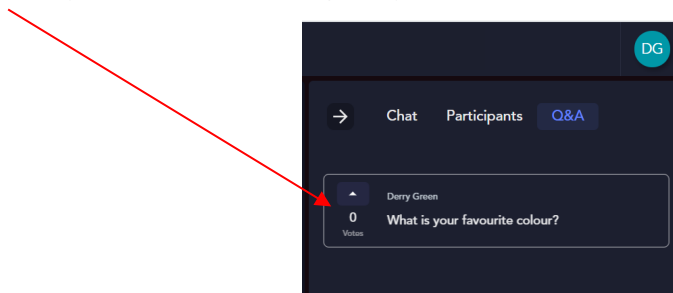 DG
Chat Participants Q&A
Derry Green
0 What is your favourite colour?
Votes